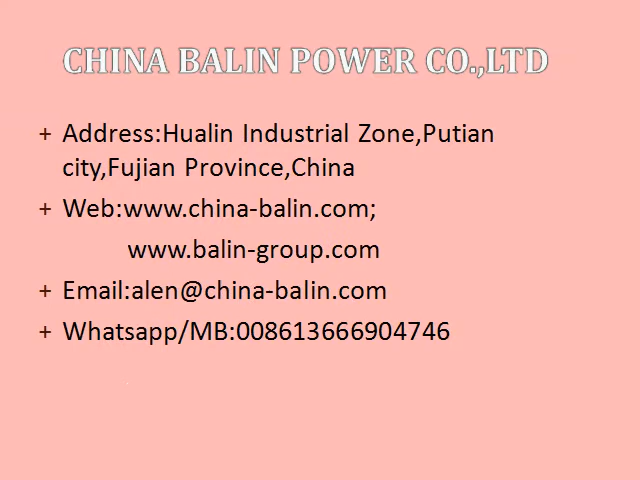 CHINA BALIN POWER CO.,LTD
+ Address:Hualin Industrial Zone,Putian
city,Fujian Province,China
+ Web:www.china-balin.com;
www.balin-group.com
+ Email:alen@china-balin.com
+ Whatsapp/MB:008613666904746